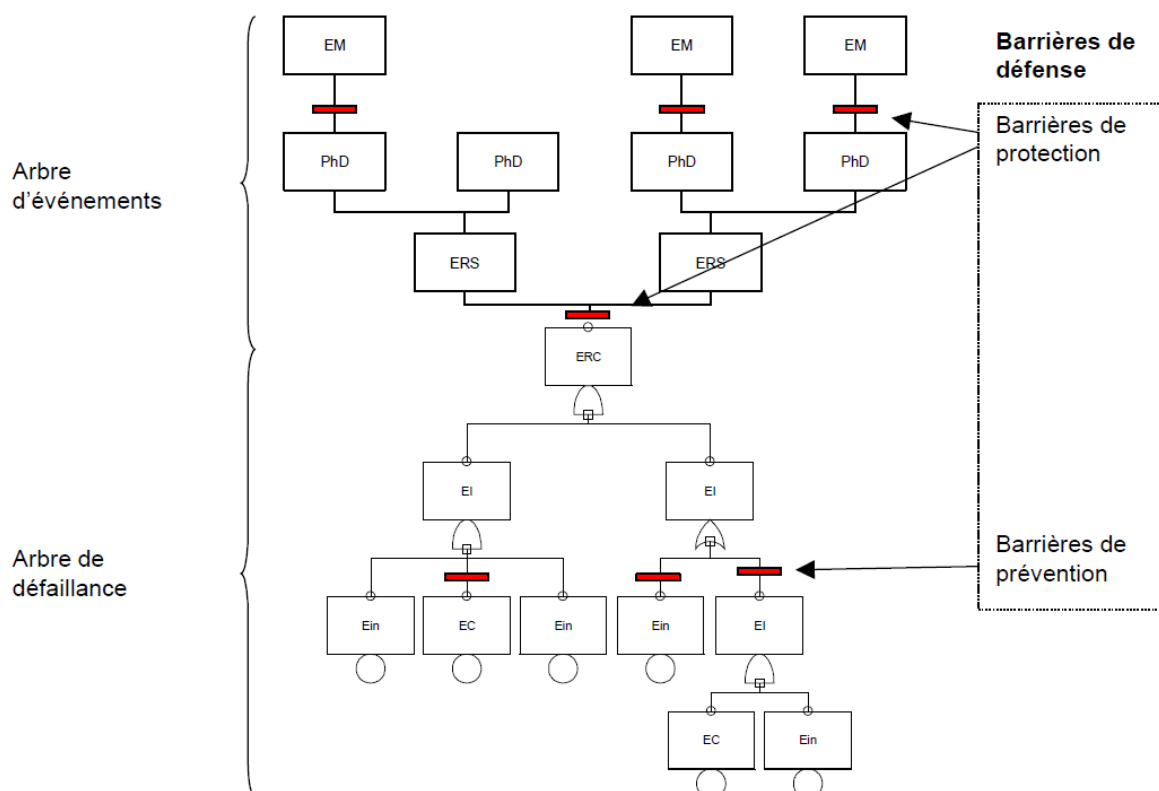 EM
EM
EM
Barrières de
défense
Barrières de
protection
PhD
PhD
PhD
PhD
Arbre
d'événements
ERS
ERS
ERC
EI
EI
Arbre de
défaillance
Barrières de
prévention
Ein
EC
Ein
Ein
EI
EC
Ein